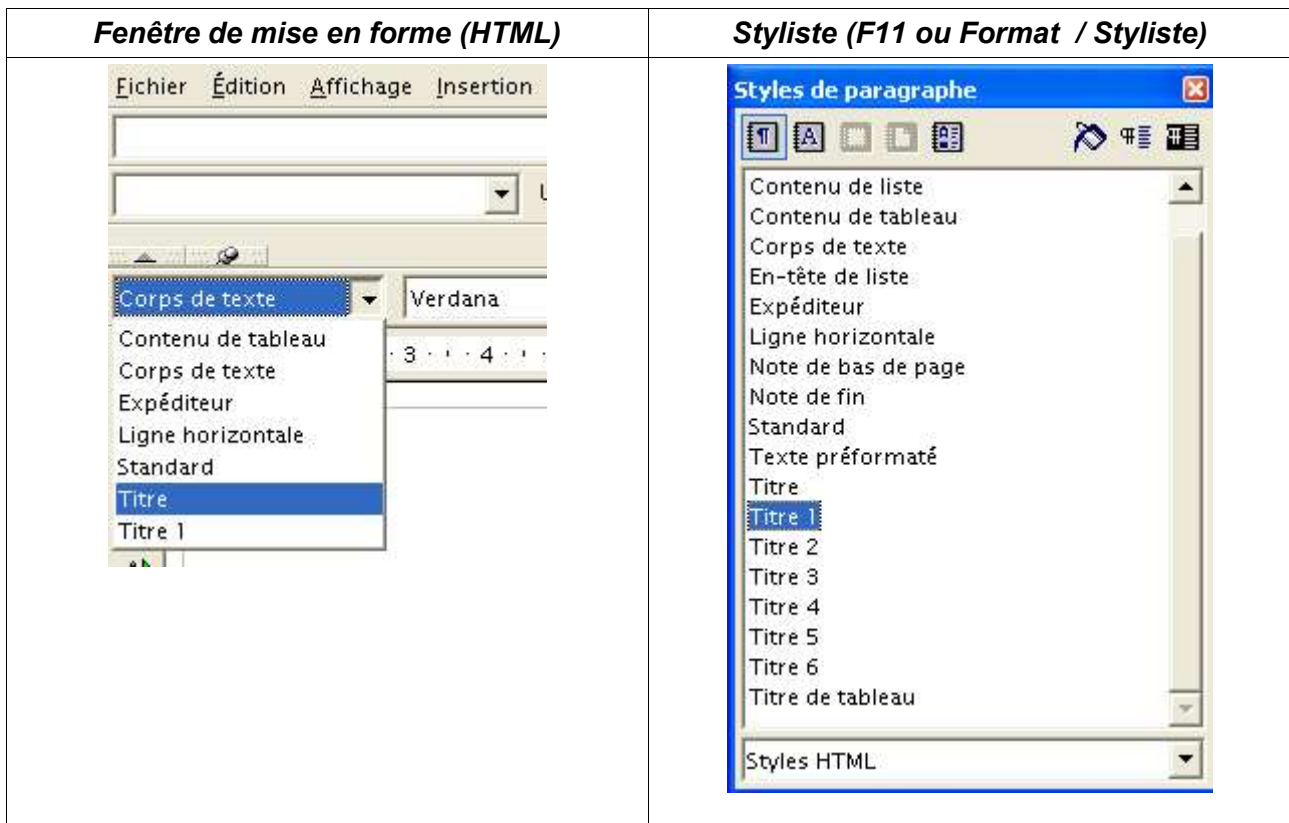 Fenêtre de mise en forme (HTML)
Styliste (F11 ou Format / Styliste)
Fichier Édition Affichage Insertion
Corps de texte
Verdana
3 4
Contenu de tableau
Corps de texte
Expéditeur
Ligne horizontale
Standard
Titre
Titre 1
Styles de paragraphe
Contenu de liste
Contenu de tableau
Corps de texte
En-tête de liste
Expéditeur
Ligne horizontale
Note de bas de page
Note de fin
Standard
Texte préformaté
Titre
Titre 1
Titre 2
Titre 3
Titre 4
Titre 5
Titre 6
Titre de tableau
Styles HTML